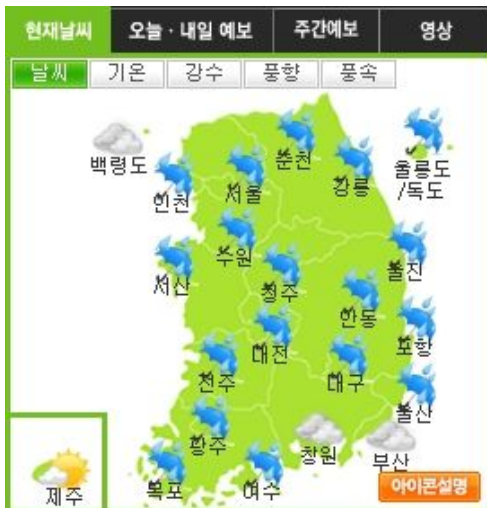 현재날씨 오늘·내일 예보 주간예보 영상
날씨 기온 강수 풍향 풍속
백령도
춘천
울릉도
/독도
인천
서울
강릉
수원
울진
서산
청주
안동
대전
포항
전주
대구
울산
광주
창원
부산
제주
목포
여수
아이콘설명